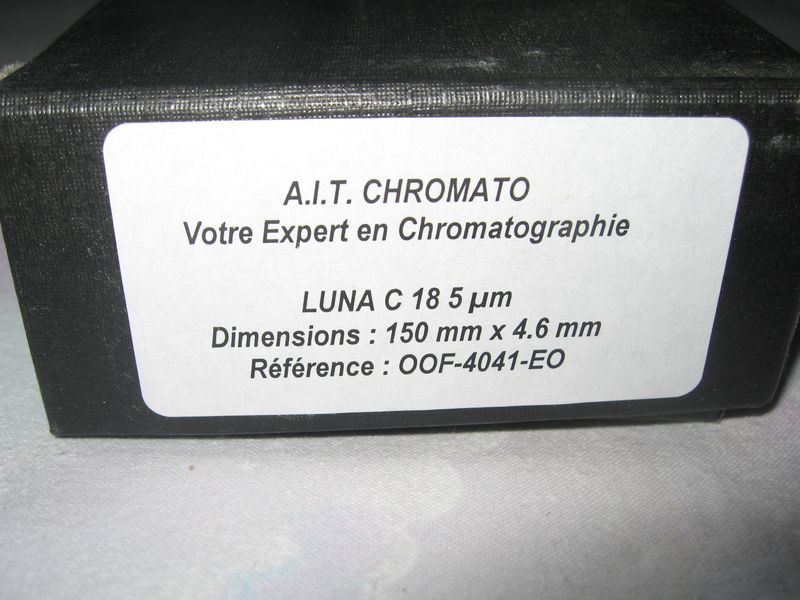 A.I.T. CHROMATO
Votre Expert en Chromatographie
LUNA C 18 5 µm
Dimensions : 150 mm x 4.6 mm
Référence : OOF-4041-EO